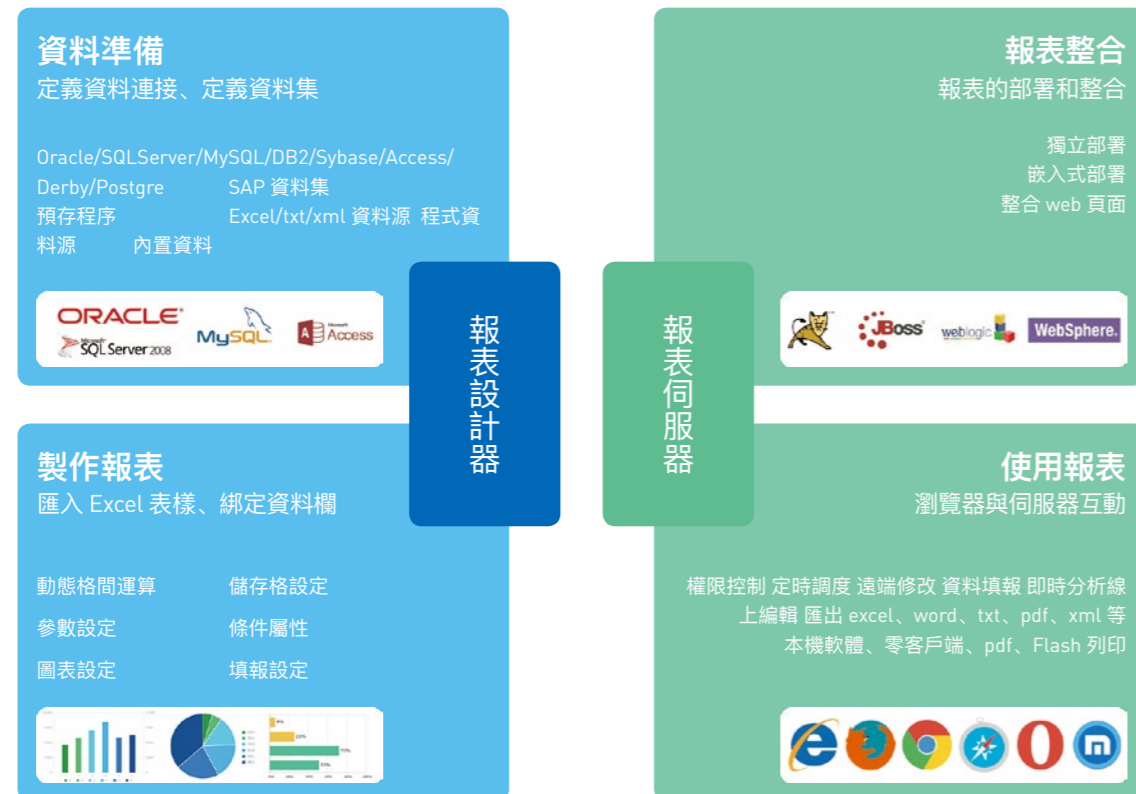 資料準備
定義資料連接、定義資料集
Oracle/SQLServer/MySQL/DB2/Sybase/Access/
Derby/Postgre SAP 資料集
預存程序 Excel/txt/xml 資料源 程式資
料源 內置資料
ORACLE
Microsoft
SQL Server 2008
MySQL
Microsoft
Access
報表設計器
製作報表
匯入 Excel 表樣、綁定資料欄
動態格間運算 儲存格設定
參數設定 條件屬性
圖表設定 填報設定
報表整合
報表的部署和整合
獨立部署
嵌入式部署
整合 web 頁面
JBoss
weblogic
WebSphere.
報表伺服器
使用報表
瀏覽器與伺服器互動
權限控制 定時調度 遠端修改 資料填報 即時分析線
上編輯 匯出 excel、word、txt、pdf、xml 等
本機軟體、零客戶端、pdf、Flash 列印